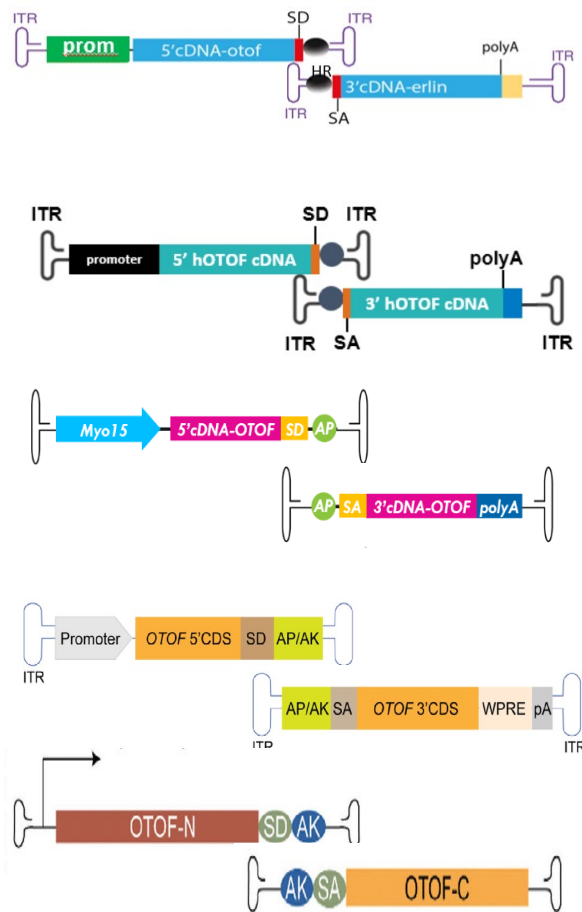 SD
ITR ITR
prom 5'cDNA-otof
polyA
HR ITR
3'cDNA-erlin
ITR SA
SD
ITR ITR
promoter 5' hOTOF cDNA
polyA
3' hOTOF cDNA
ITR SA ITR
Myo15 5'cDNA-OTOF SD AP
AP SA 3'cDNA-OTOF polyA
Promoter OTOF 5'CDS SD AP/AK
ITR
AP/AK SA OTOF 3'CDS WPRE pA
ITR ITR
OTOF-N SD AK
AK SA OTOF-C